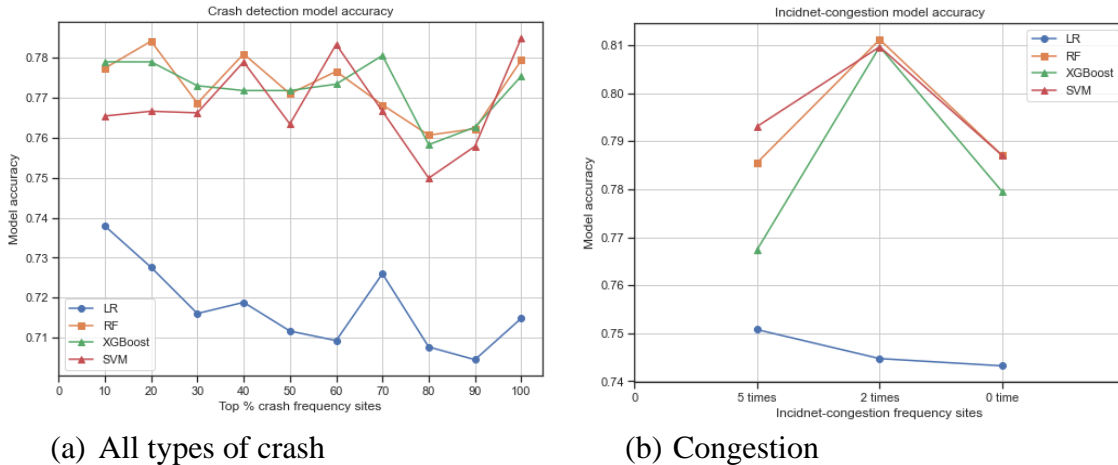 Crash detection model accuracy
0.78
0.77
0.76
0.75
0.74
0.73
0.72
0.71
Model accuracy
LR
RF
XGBoost
SVM
0 10 20 30 40 50 60 70 80 90 100
Top % crash frequency sites
(a) All types of crash
Incidnet-congestion model accuracy
0.81
0.80
0.79
0.78
0.77
0.76
0.75
0.74
Model accuracy
LR
RF
XGBoost
SVM
0 5 times 2 times 0 time
Incidnet-congestion frequency sites
(b) Congestion